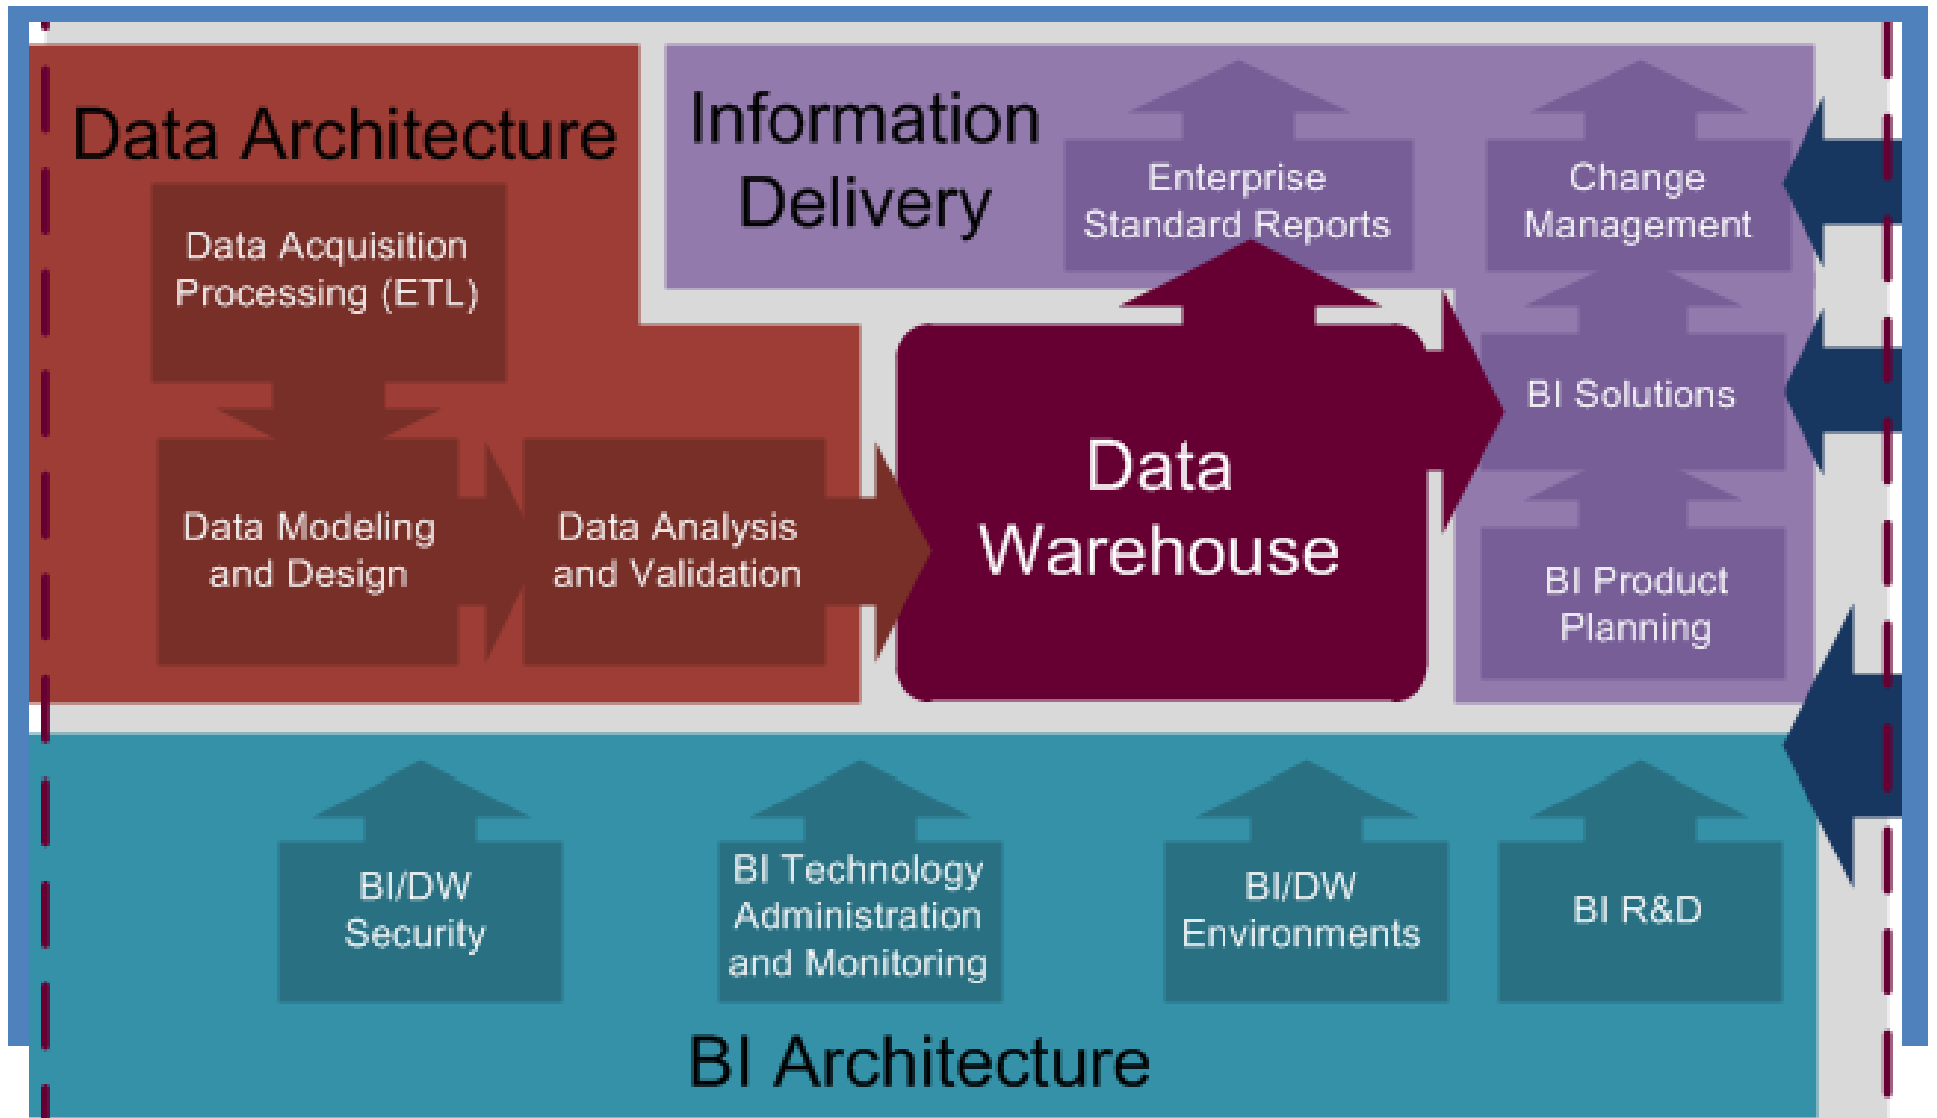 Data Architecture
Data Acquisition
Processing (ETL)
Data Modeling
and Design
Data Analysis
and Validation
Information
Delivery
Enterprise
Standard Reports
Change
Management
BI Solutions
BI Product
Planning
Data
Warehouse
BI/DW
Security
BI Technology
Administration
and Monitoring
BI/DW
Environments
BI R&D
BI Architecture